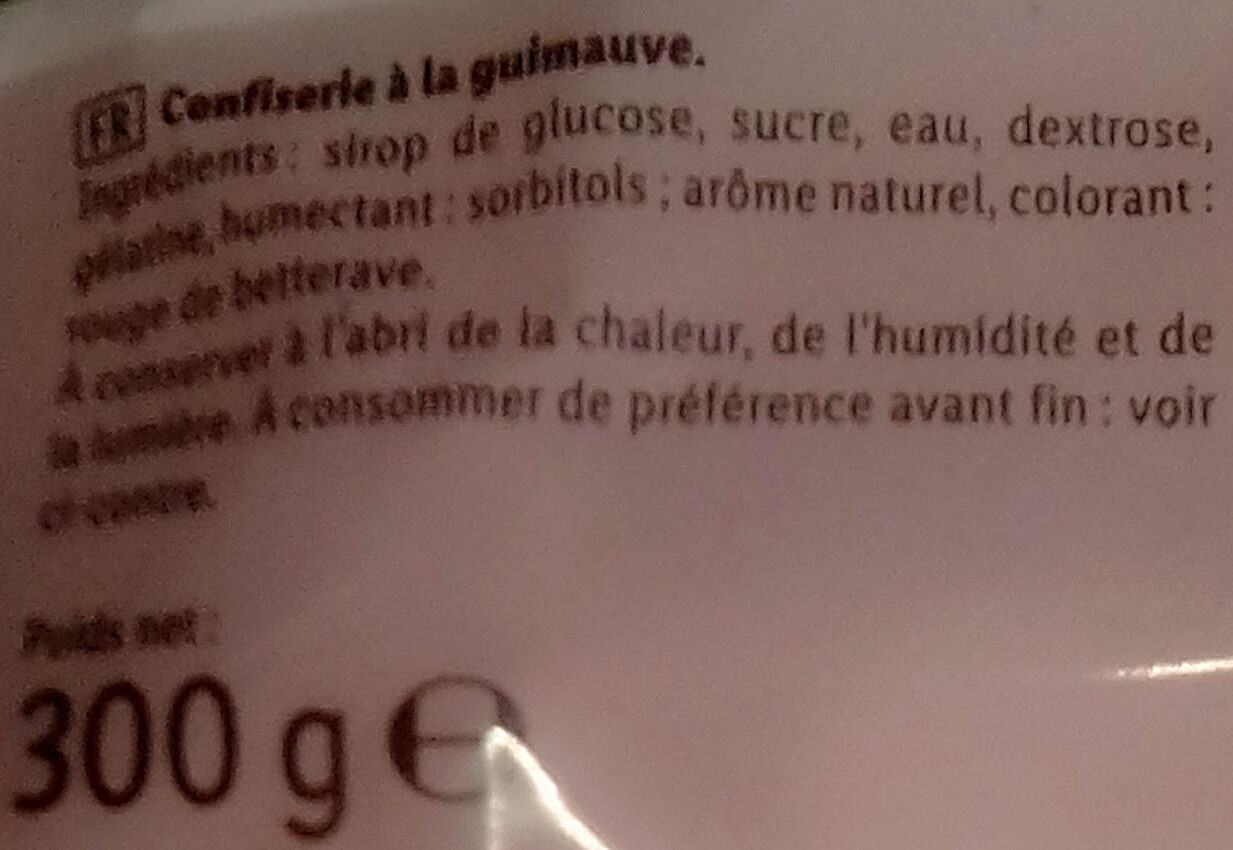 FR Confiserie à la guimauve.
Ingrédients : sirop de glucose, sucre, eau, dextrose,
gélatine, humectant : sorbitols ; arôme naturel, colorant :
rouge de betterave.
À conserver à l'abri de la chaleur, de l'humidité et de
la lumière. À consommer de préférence avant fin : voir
ci-contre.
Poids net :
300 g ℮